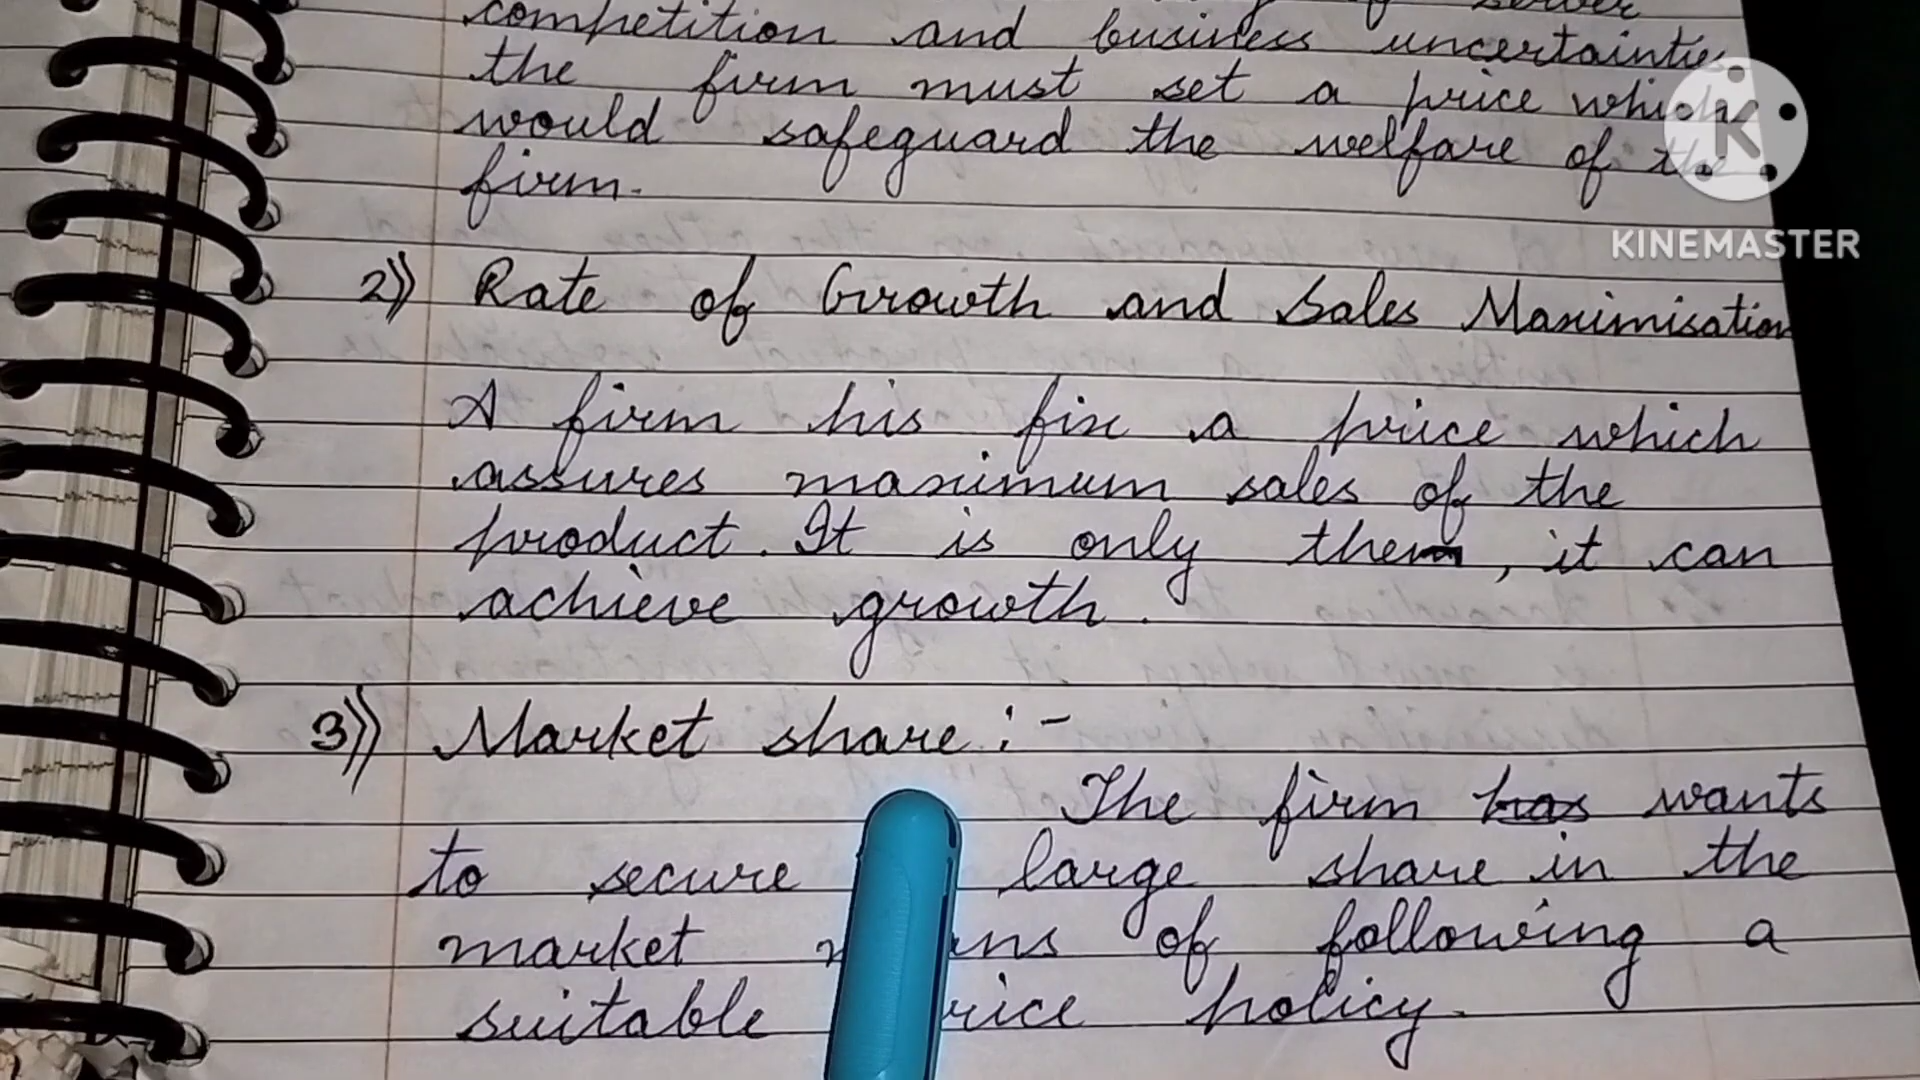 competition and business uncertainties
the firm must set a price which
would safeguard the welfare of the
firm.
KINEMASTER
2) Rate of Growth and Sales Maximisation
A firm his fix a price which
assures maximum sales of the
product. It is only then, it can
achieve growth.
3) Market share :-
The firm has wants
to secure large share in the
market of following a
suitable policy.